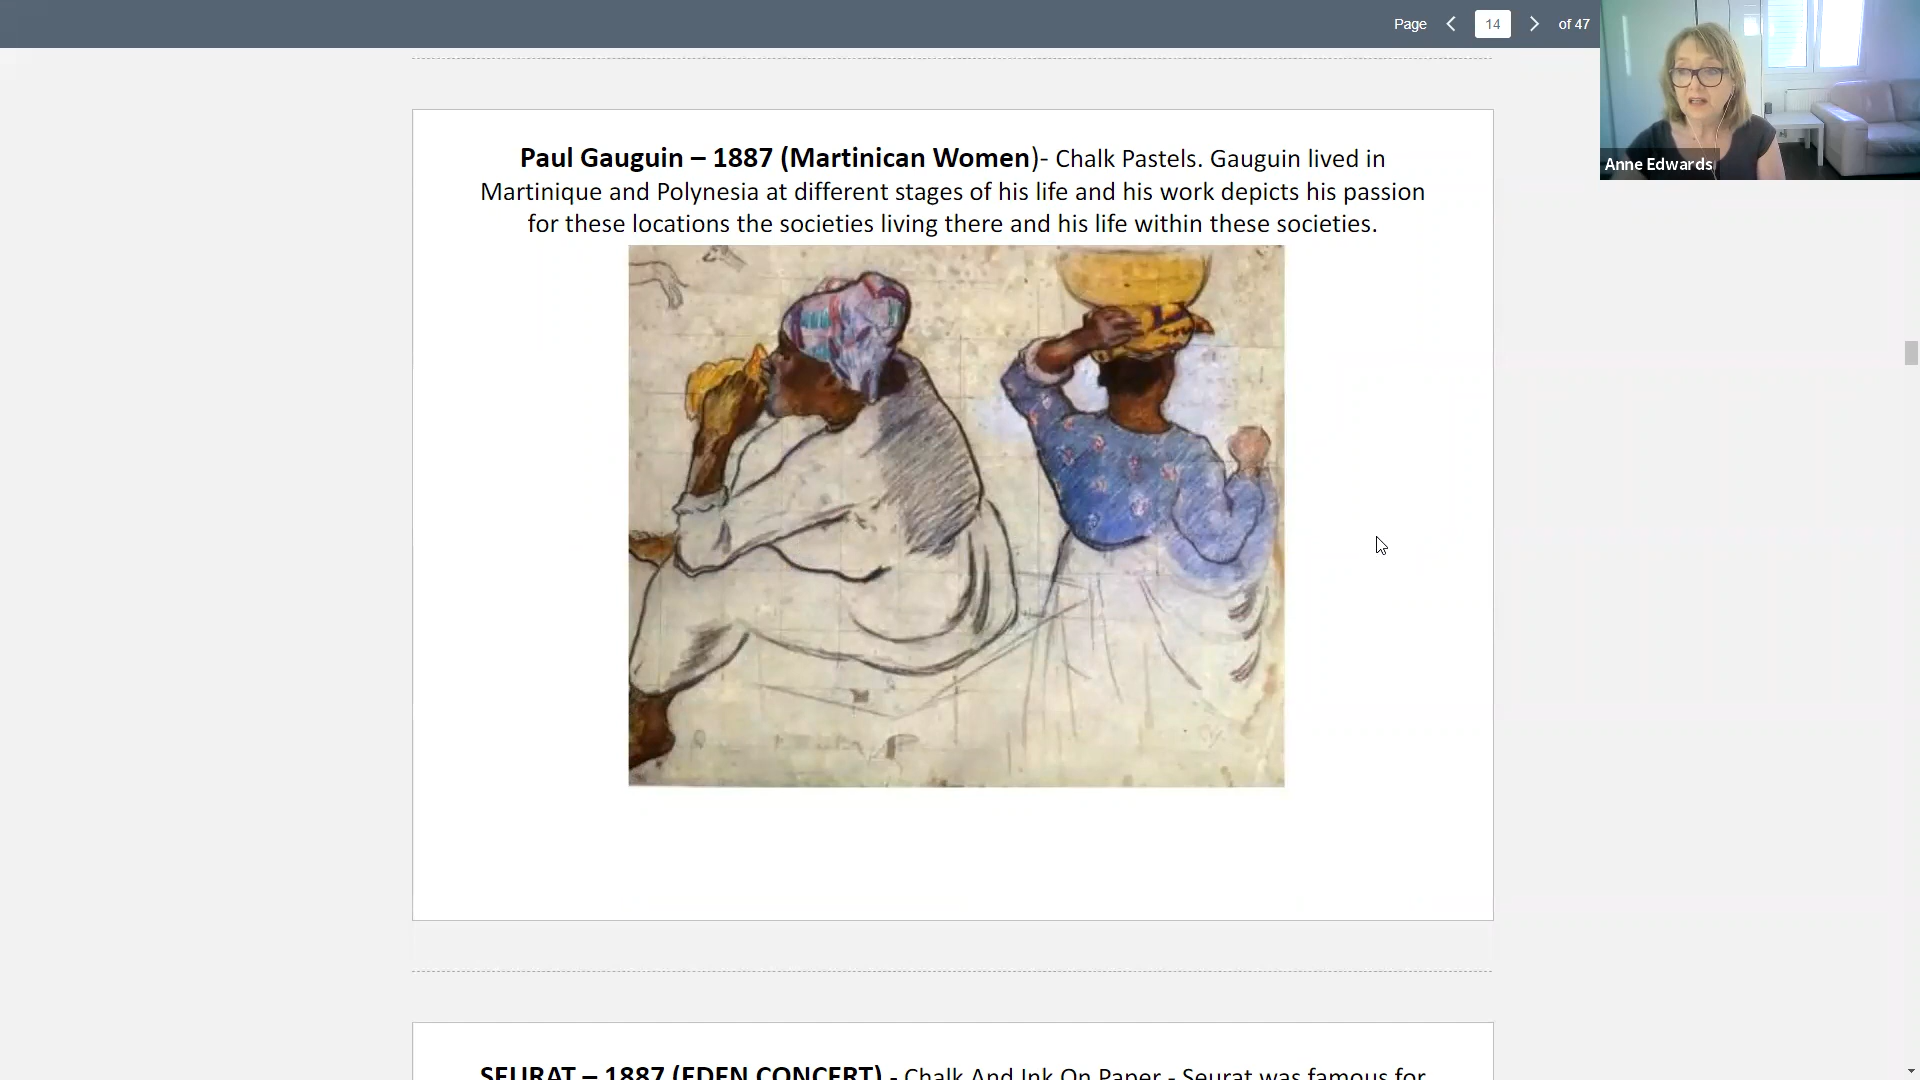 Page 14 of 47
Anne Edwards
Paul Gauguin – 1887 (Martinican Women)- Chalk Pastels. Gauguin lived in
Martinique and Polynesia at different stages of his life and his work depicts his passion
for these locations the societies living there and his life within these societies.
SEURAT – 1887 (EDEN CONCERT) - Chalk And Ink On Paper - Seurat was famous for